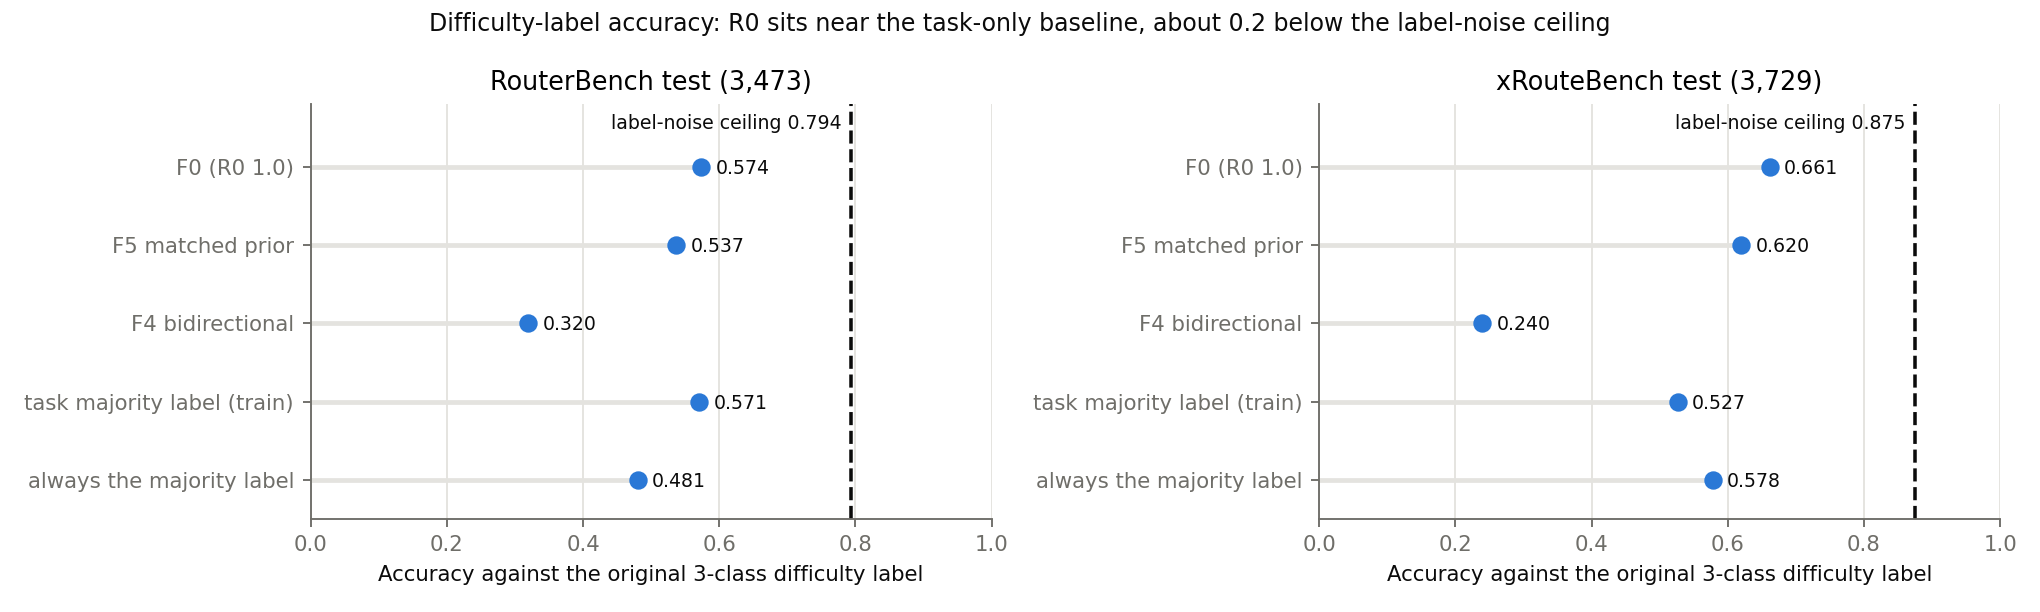 Difficulty-label accuracy: R0 sits near the task-only baseline, about 0.2 below the label-noise ceiling
RouterBench test (3,473)
label-noise ceiling 0.794
F0 (R0 1.0)
0.574
F5 matched prior
0.537
F4 bidirectional
0.320
task majority label (train)
0.571
always the majority label
0.481
0.0 0.2 0.4 0.6 0.8 1.0
Accuracy against the original 3-class difficulty label
xRouteBench test (3,729)
label-noise ceiling 0.875
F0 (R0 1.0)
0.661
F5 matched prior
0.620
F4 bidirectional
0.240
task majority label (train)
0.527
always the majority label
0.578
0.0 0.2 0.4 0.6 0.8 1.0
Accuracy against the original 3-class difficulty label